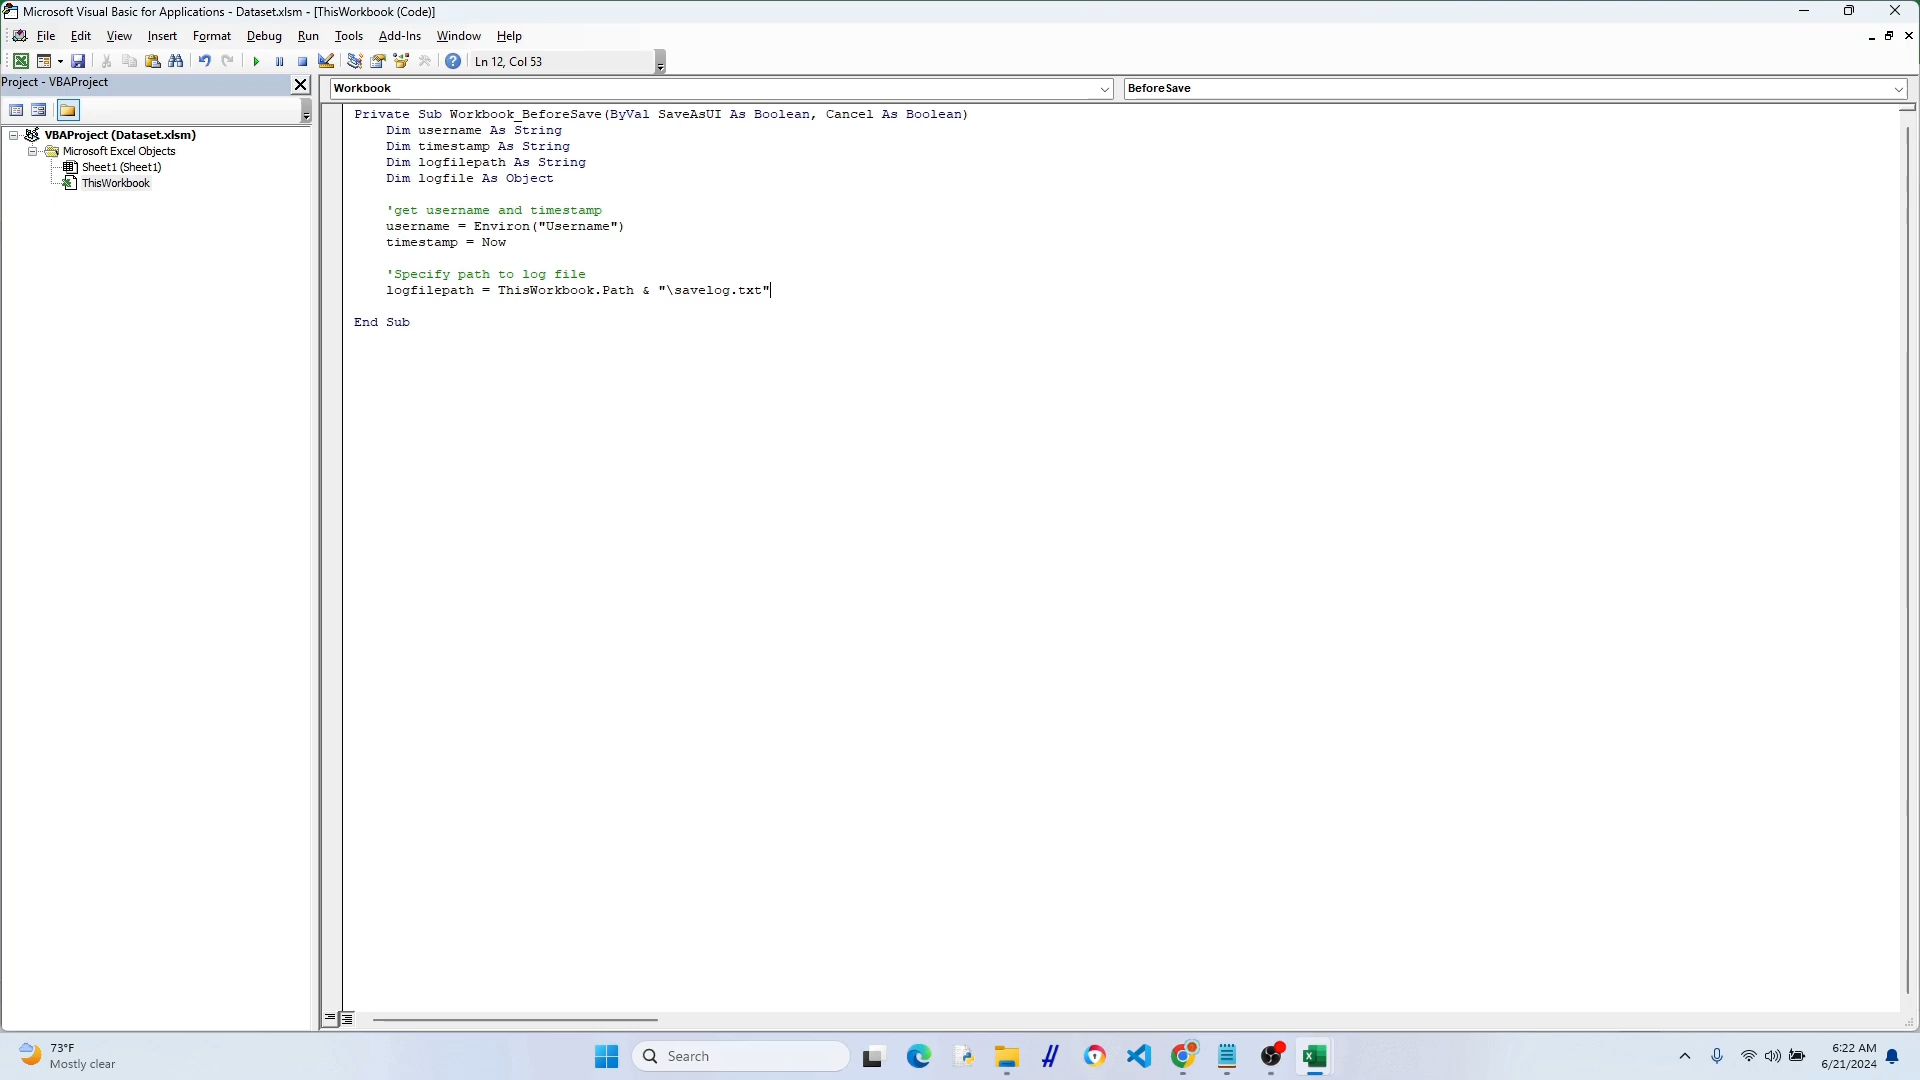 Microsoft Visual Basic for Applications - Dataset.xlsm - [ThisWorkbook (Code)]
File Edit View Insert Format Debug Run Tools Add-Ins Window Help
Ln 12, Col 53
Project - VBAProject
Workbook
BeforeSave
VBAProject (Dataset.xlsm)
Microsoft Excel Objects
Sheet1 (Sheet1)
ThisWorkbook
Private Sub Workbook_BeforeSave(ByVal SaveAsUI As Boolean, Cancel As Boolean)
Dim username As String
Dim timestamp As String
Dim logfilepath As String
Dim logfile As Object
'get username and timestamp
username = Environ("Username")
timestamp = Now
'Specify path to log file
logfilepath = ThisWorkbook.Path & "\savelog.txt"
End Sub
73°F
Mostly clear
Search
6:22 AM
6/21/2024